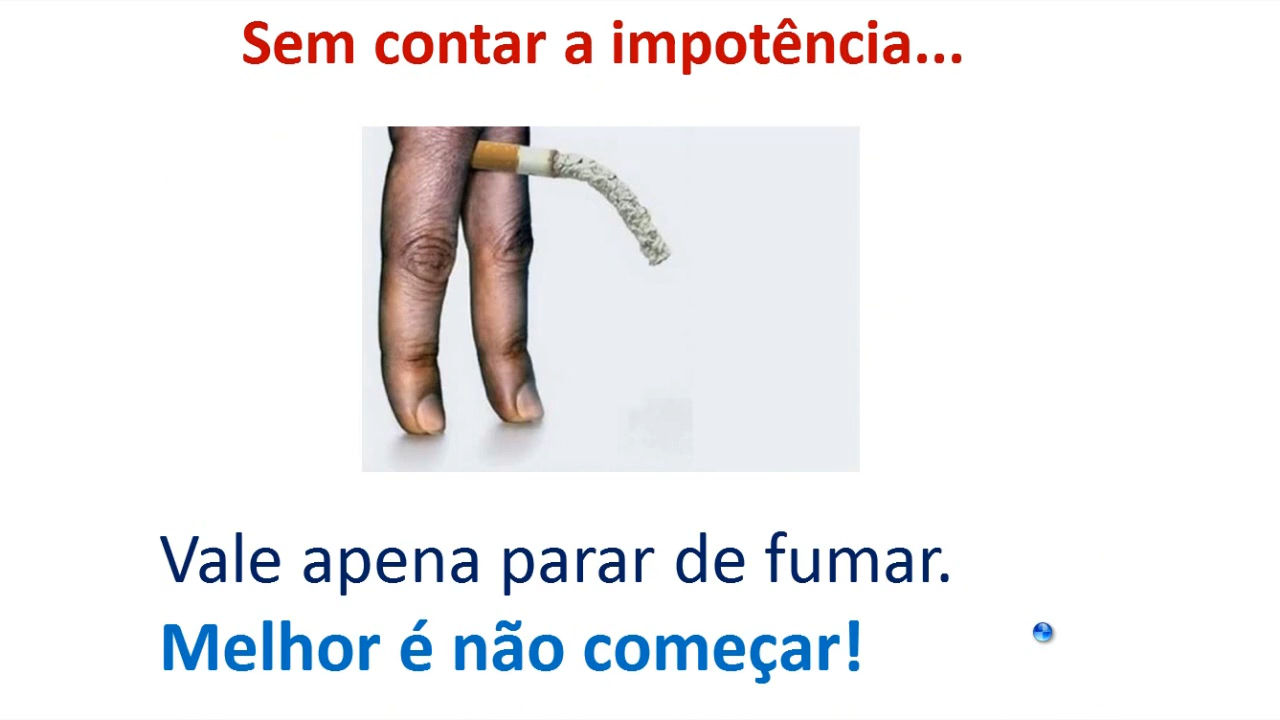 Sem contar a impotência...
Vale apena parar de fumar.
Melhor é não começar!